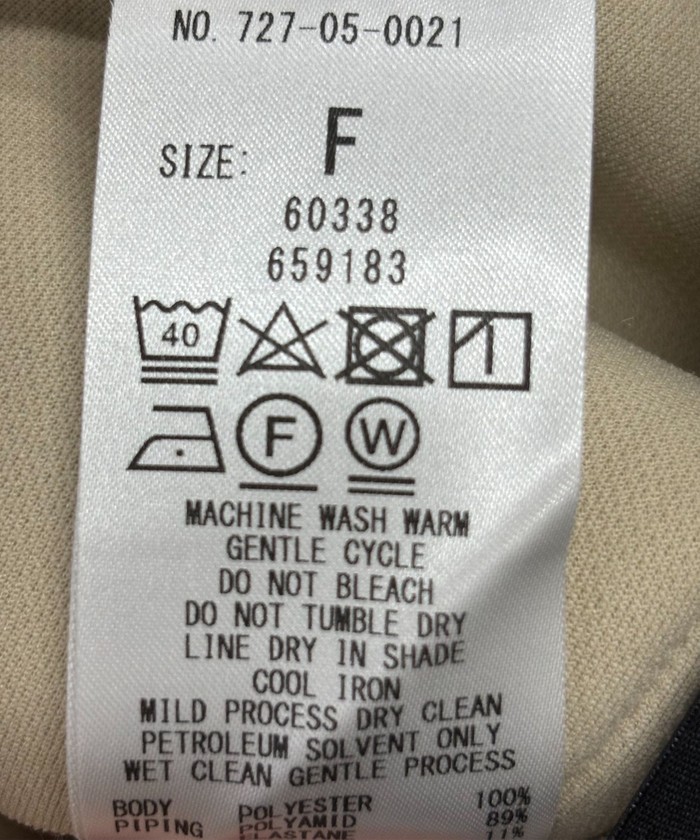 NO. 727-05-0021
SIZE: F
60338
659183
40
F W
MACHINE WASH WARM
GENTLE CYCLE
DO NOT BLEACH
DO NOT TUMBLE DRY
LINE DRY IN SHADE
COOL IRON
MILD PROCESS DRY CLEAN
PETROLEUM SOLVENT ONLY
WET CLEAN GENTLE PROCESS
BODY POLYESTER 100%
PIPING POLYAMID 89%
ELASTANE 11%